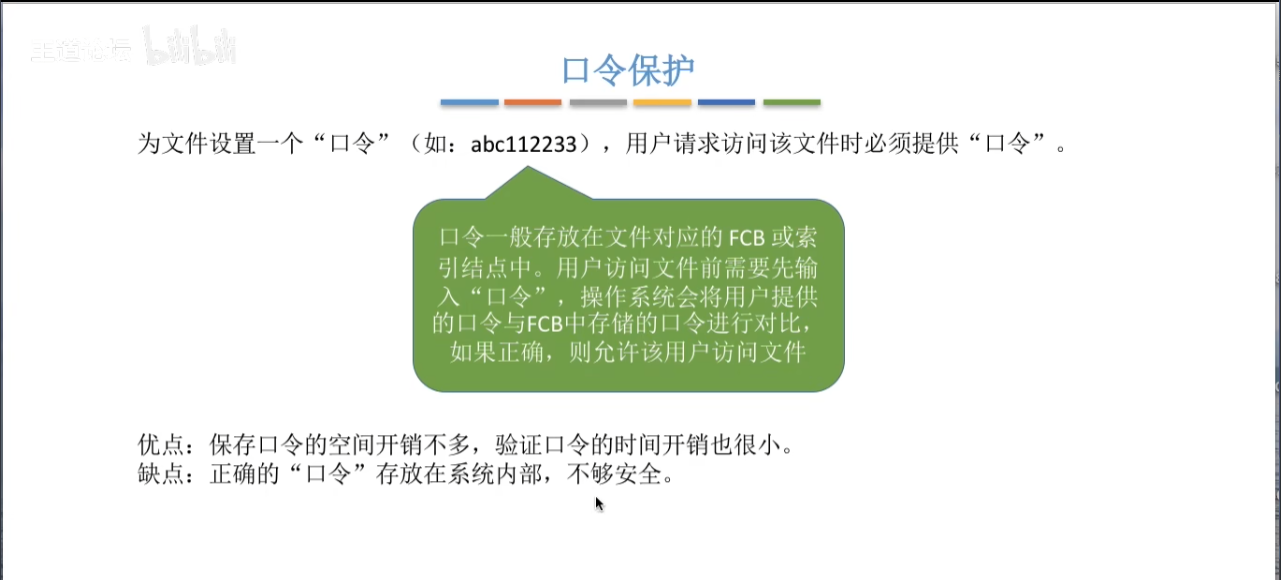 王道论坛 bilibili
口令保护
为文件设置一个“口令”（如：abc112233），用户请求访问该文件时必须提供“口令”。
口令一般存放在文件对应的 FCB 或索
引结点中。用户访问文件前需要先输
入“口令”，操作系统会将用户提供
的口令与FCB中存储的口令进行对比，
如果正确，则允许该用户访问文件
优点：保存口令的空间开销不多，验证口令的时间开销也很小。
缺点：正确的“口令”存放在系统内部，不够安全。